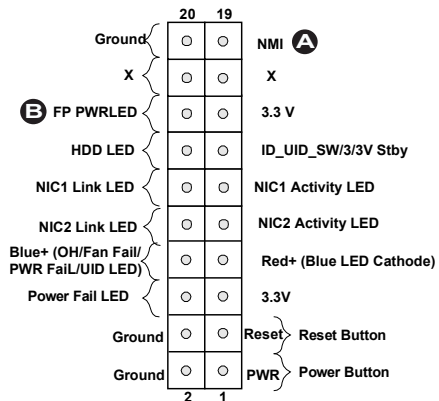 20 19
Ground NMI A
X X
B FP PWRLED 3.3 V
HDD LED ID_UID_SW/3/3V Stby
NIC1 Link LED NIC1 Activity LED
NIC2 Link LED NIC2 Activity LED
Blue+ (OH/Fan Fail/
PWR FaiL/UID LED) Red+ (Blue LED Cathode)
Power Fail LED 3.3V
Ground Reset Reset Button
Ground PWR Power Button
2 1